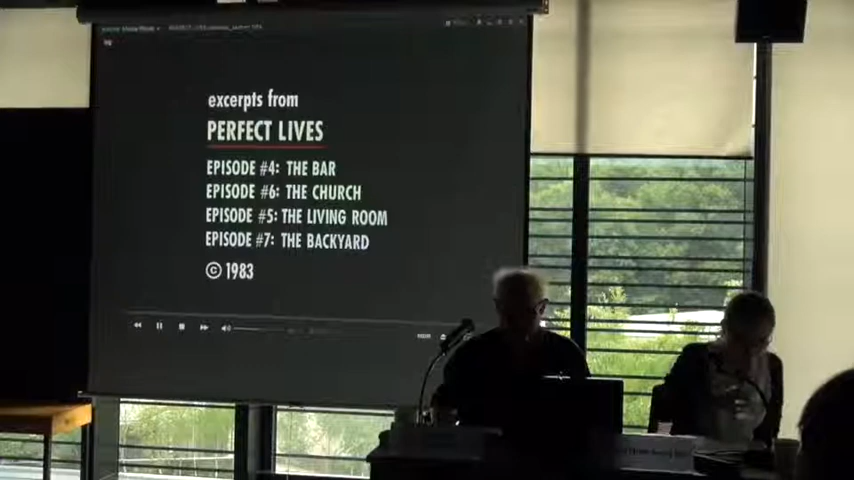 excerpts from
PERFECT LIVES
EPISODE #4: THE BAR
EPISODE #6: THE CHURCH
EPISODE #5: THE LIVING ROOM
EPISODE #7: THE BACKYARD
© 1983